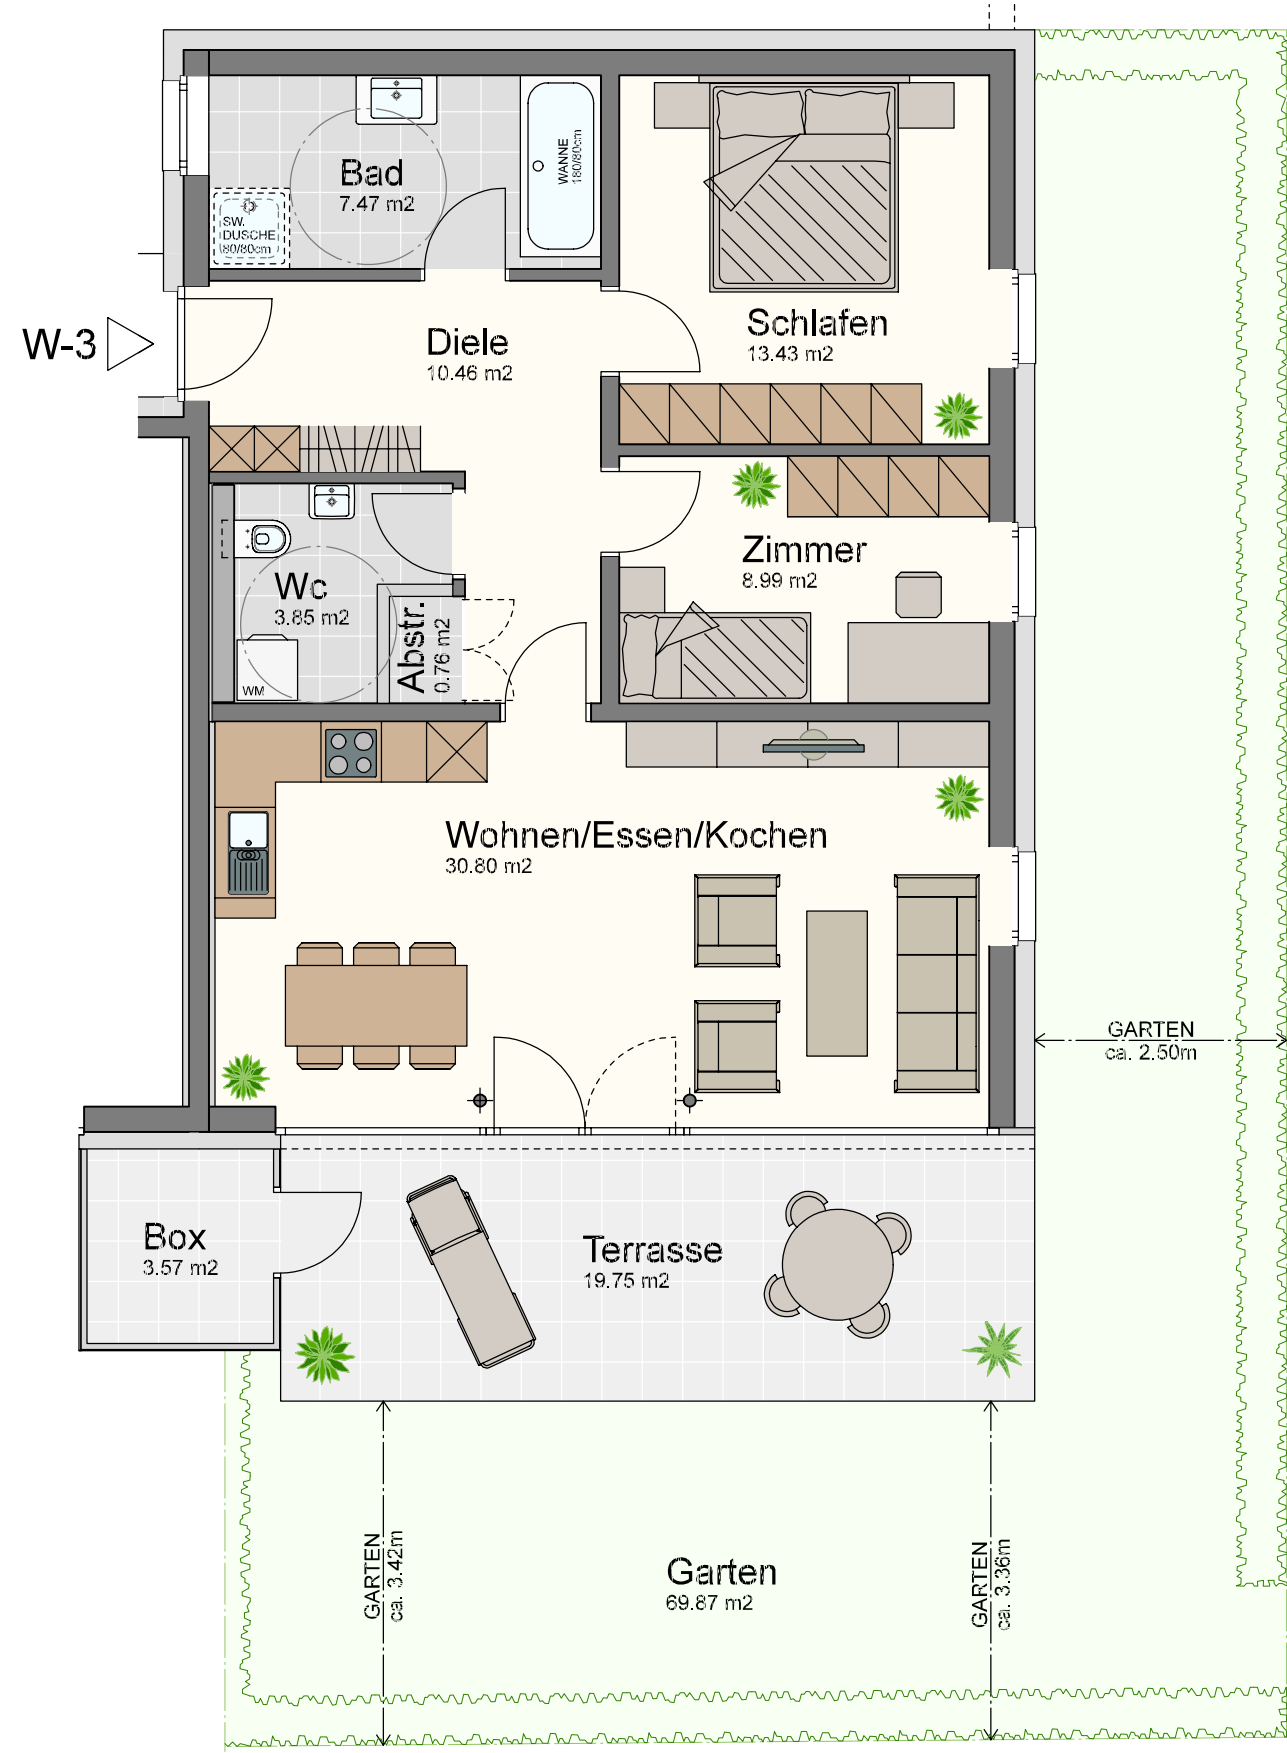 Bad
7.47 m2
WANNE
180/80cm
SW.
DUSCHE
80/80cm
W-3
Diele
10.46 m2
Schlafen
13.43 m2
Zimmer
8.99 m2
Wc
3.85 m2
Abstr.
0.76 m2
WM
Wohnen/Essen/Kochen
30.80 m2
GARTEN
ca. 2.50m
Box
3.57 m2
Terrasse
19.75 m2
GARTEN
ca. 3.42m
Garten
69.87 m2
GARTEN
ca. 3.36m